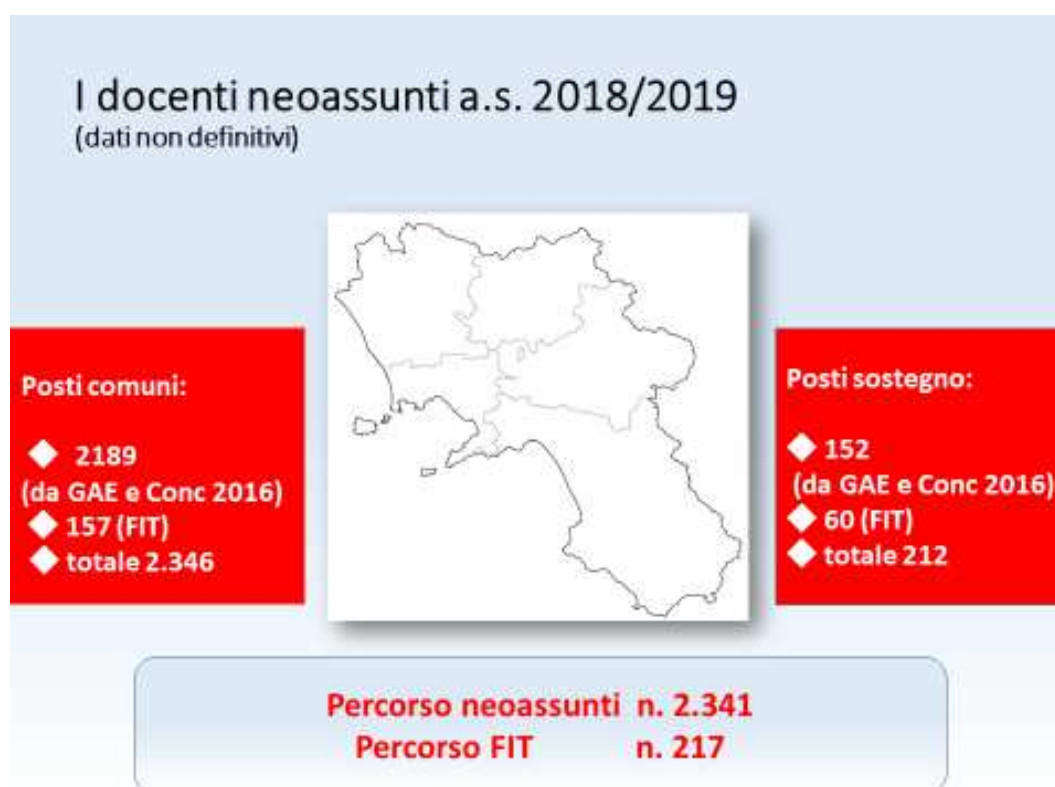 I docenti neoassunti a.s. 2018/2019
(dati non definitivi)
Posti comuni:
◆ 2189
(da GAE e Conc 2016)
◆ 157 (FIT)
◆ totale 2.346
Posti sostegno:
◆ 152
(da GAE e Conc 2016)
◆ 60 (FIT)
◆ totale 212
Percorso neoassunti n. 2.341
Percorso FIT n. 217